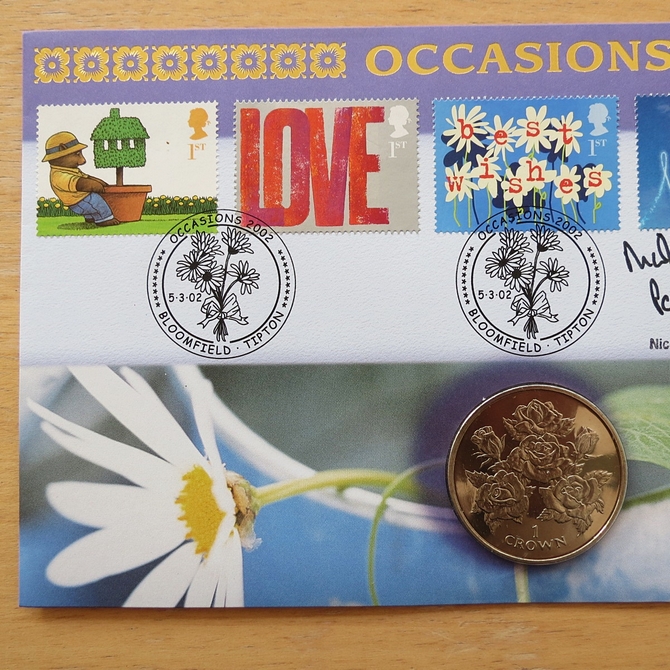 OCCASIONS
1ST
LOVE
1ST
best
wishes
1ST
OCCASIONS 2002
5·3·02
BLOOMFIELD · TIPTON
OCCASIONS 2002
5·3·02
BLOOMFIELD · TIPTON
Nic
1
CROWN